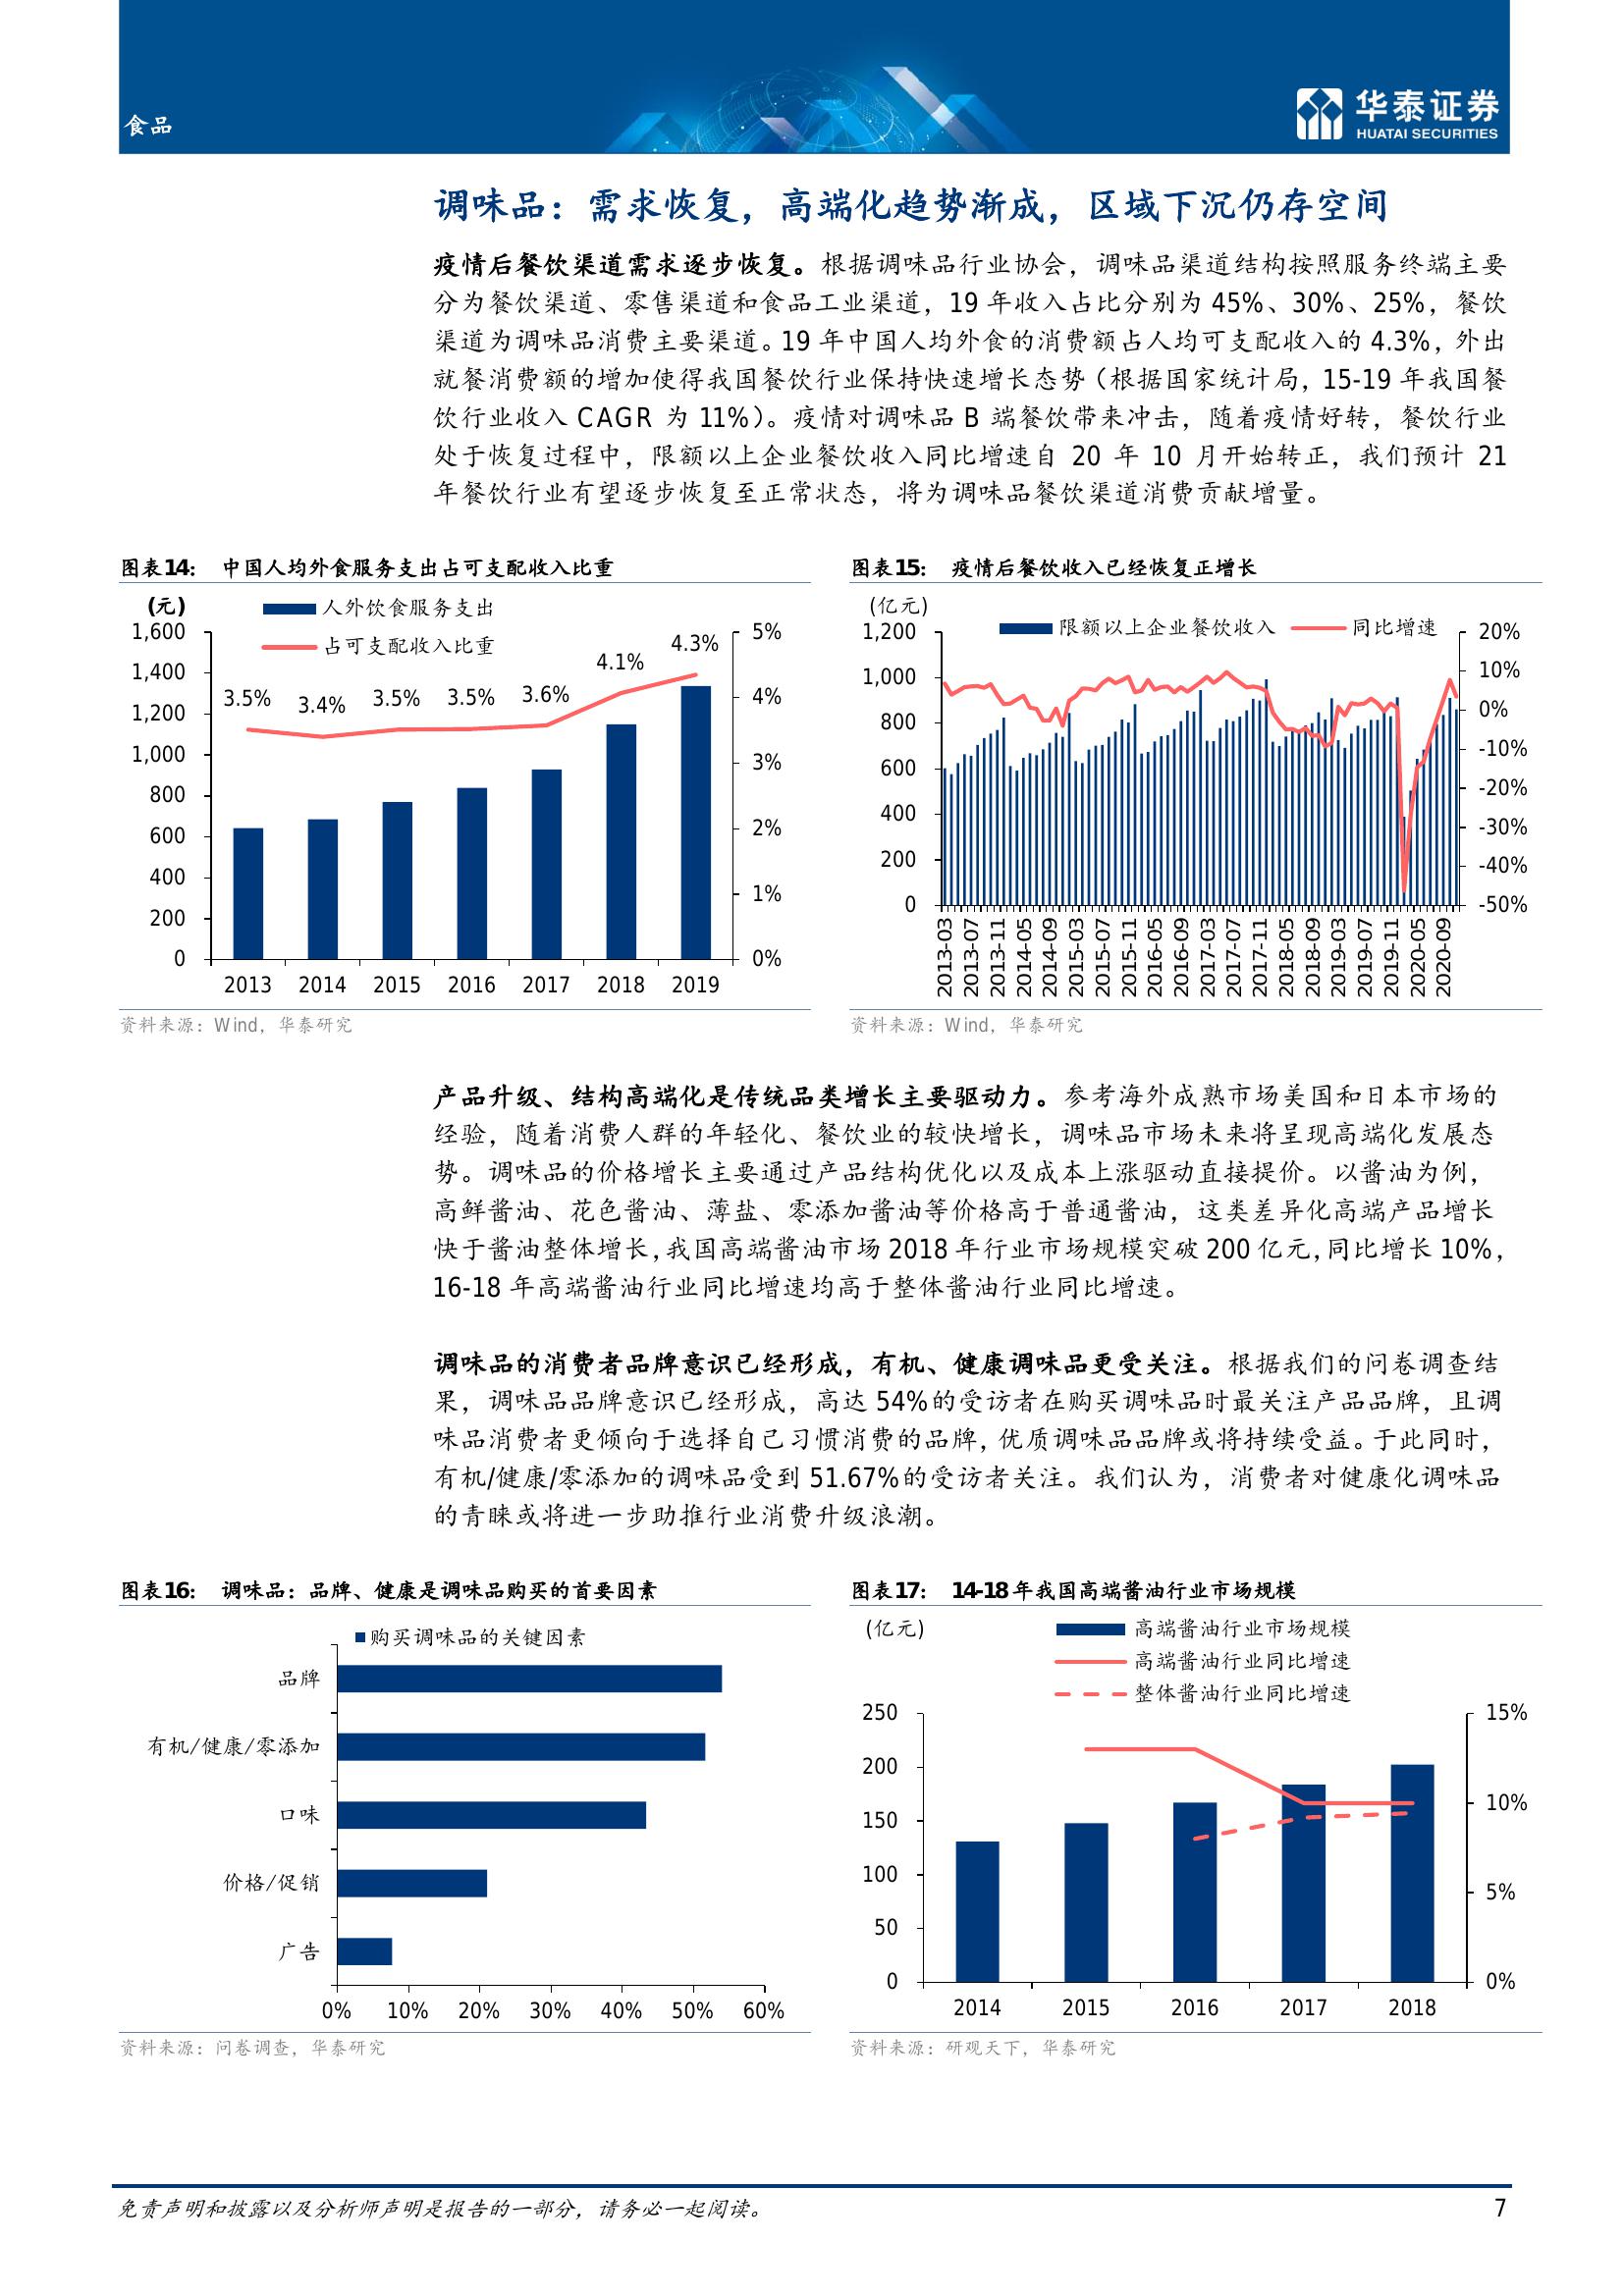 食品
华泰证券
HUATAI SECURITIES
调味品：需求恢复，高端化趋势渐成，区域下沉仍存空间
疫情后餐饮渠道需求逐步恢复。根据调味品行业协会，调味品渠道结构按照服务终端主要
分为餐饮渠道、零售渠道和食品工业渠道，19 年收入占比分别为 45%、30%、25%，餐饮
渠道为调味品消费主要渠道。19 年中国人均外食的消费额占人均可支配收入的 4.3%，外出
就餐消费额的增加使得我国餐饮行业保持快速增长态势（根据国家统计局，15-19 年我国餐
饮行业收入 CAGR 为 11%）。疫情对调味品 B 端餐饮带来冲击，随着疫情好转，餐饮行业
处于恢复过程中，限额以上企业餐饮收入同比增速自 20 年 10 月开始转正，我们预计 21
年餐饮行业有望逐步恢复至正常状态，将为调味品餐饮渠道消费贡献增量。
图表14： 中国人均外食服务支出占可支配收入比重
(元)
人外饮食服务支出
占可支配收入比重
1,600
1,400
1,200
1,000
800
600
400
200
0
3.5%
3.4%
3.5%
3.5%
3.6%
4.1%
4.3%
5%
4%
3%
2%
1%
0%
2013 2014 2015 2016 2017 2018 2019
资料来源：Wind，华泰研究
图表15： 疫情后餐饮收入已经恢复正增长
(亿元)
限额以上企业餐饮收入
同比增速
1,200
1,000
800
600
400
200
0
20%
10%
0%
-10%
-20%
-30%
-40%
-50%
2013-03
2013-07
2013-11
2014-05
2014-09
2015-03
2015-07
2015-11
2016-05
2016-09
2017-03
2017-07
2017-11
2018-05
2018-09
2019-03
2019-07
2019-11
2020-05
2020-09
资料来源：Wind，华泰研究
产品升级、结构高端化是传统品类增长主要驱动力。参考海外成熟市场美国和日本市场的
经验，随着消费人群的年轻化、餐饮业的较快增长，调味品市场未来将呈现高端化发展态
势。调味品的价格增长主要通过产品结构优化以及成本上涨驱动直接提价。以酱油为例，
高鲜酱油、花色酱油、薄盐、零添加酱油等价格高于普通酱油，这类差异化高端产品增长
快于酱油整体增长，我国高端酱油市场 2018 年行业市场规模突破 200 亿元，同比增长 10%，
16-18 年高端酱油行业同比增速均高于整体酱油行业同比增速。
调味品的消费者品牌意识已经形成，有机、健康调味品更受关注。根据我们的问卷调查结
果，调味品品牌意识已经形成，高达 54%的受访者在购买调味品时最关注产品品牌，且调
味品消费者更倾向于选择自己习惯消费的品牌，优质调味品品牌或将持续受益。于此同时，
有机/健康/零添加的调味品受到 51.67%的受访者关注。我们认为，消费者对健康化调味品
的青睐或将进一步助推行业消费升级浪潮。
图表16： 调味品：品牌、健康是调味品购买的首要因素
购买调味品的关键因素
品牌
有机/健康/零添加
口味
价格/促销
广告
0% 10% 20% 30% 40% 50% 60%
资料来源：问卷调查，华泰研究
图表17： 14-18 年我国高端酱油行业市场规模
(亿元)
高端酱油行业市场规模
高端酱油行业同比增速
整体酱油行业同比增速
250
200
150
100
50
0
15%
10%
5%
0%
2014 2015 2016 2017 2018
资料来源：研观天下，华泰研究
免责声明和披露以及分析师声明是报告的一部分，请务必一起阅读。
7